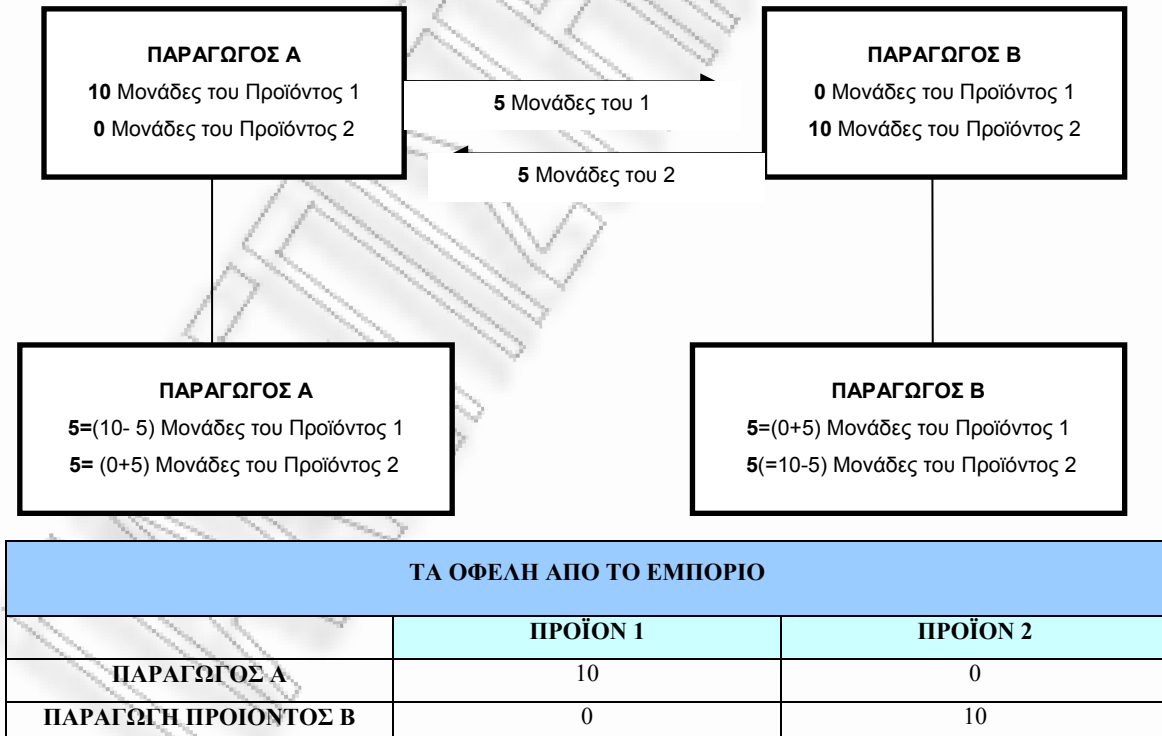 ΠΑΡΑΓΩΓΟΣ Α
10 Μονάδες του Προϊόντος 1
0 Μονάδες του Προϊόντος 2
5 Μονάδες του 1
5 Μονάδες του 2
ΠΑΡΑΓΩΓΟΣ Β
0 Μονάδες του Προϊόντος 1
10 Μονάδες του Προϊόντος 2
ΠΑΡΑΓΩΓΟΣ Α
5=(10- 5) Μονάδες του Προϊόντος 1
5= (0+5) Μονάδες του Προϊόντος 2
ΠΑΡΑΓΩΓΟΣ Β
5=(0+5) Μονάδες του Προϊόντος 1
5(=10-5) Μονάδες του Προϊόντος 2
ΤΑ ΟΦΕΛΗ ΑΠΟ ΤΟ ΕΜΠΟΡΙΟ
ΠΡΟΪΟΝ 1 ΠΡΟΪΟΝ 2
ΠΑΡΑΓΩΓΟΣ Α 10 0
ΠΑΡΑΓΩΓΗ ΠΡΟΙΟΝΤΟΣ Β 0 10